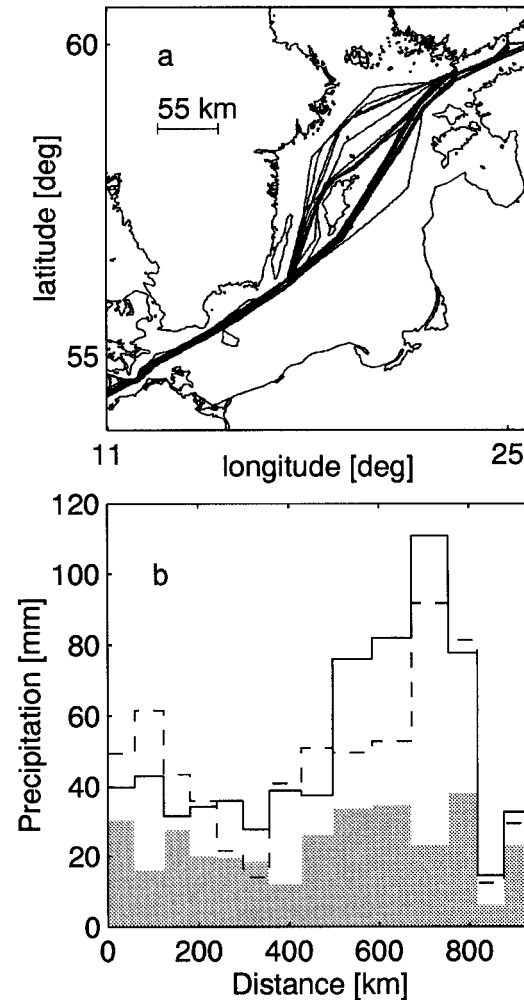 60
a
55 km
latitude [deg]
55
11
25
longitude [deg]
120
b
100
80
60
40
20
0
Precipitation [mm]
0
200
400
600
800
Distance [km]